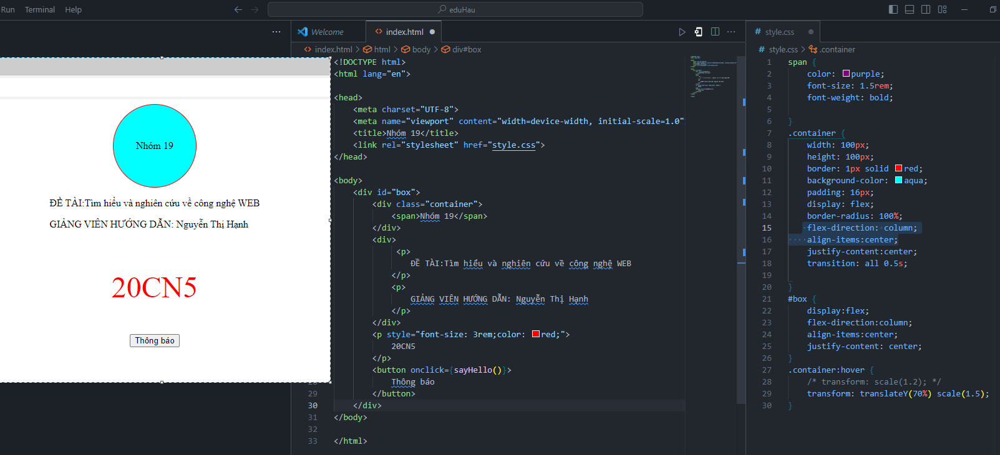 Run Terminal Help
eduHau
Welcome
index.html
style.css
index.html > html > body > div#box
style.css > .container
Nhóm 19
ĐỀ TÀI:Tìm hiểu và nghiên cứu về công nghệ WEB
GIẢNG VIÊN HƯỚNG DẪN: Nguyễn Thị Hạnh
20CN5
Thông báo
<!DOCTYPE html>
<html lang="en">
<head>
<meta charset="UTF-8">
<meta name="viewport" content="width=device-width, initial-scale=1.0"
<title>Nhóm 19</title>
<link rel="stylesheet" href="style.css">
</head>
<body>
<div id="box">
<div class="container">
<span>Nhóm 19</span>
</div>
<div>
<p>
ĐỀ TÀI:Tìm hiểu và nghiên cứu về công nghệ WEB
</p>
<p>
GIẢNG VIÊN HƯỚNG DẪN: Nguyễn Thị Hạnh
</p>
</div>
<p style="font-size: 3rem;color: red;">
20CN5
</p>
<button onclick={sayHello()}>
Thông báo
29 </button>
30 </div>
31 </body>
32
33 </html>
1 span {
2 color: purple;
3 font-size: 1.5rem;
4 font-weight: bold;
5
6 }
7 .container {
8 width: 100px;
9 height: 100px;
10 border: 1px solid red;
11 background-color: aqua;
12 padding: 16px;
13 display: flex;
14 border-radius: 100%;
15 flex-direction: column;
16 align-items:center;
17 justify-content:center;
18 transition: all 0.5s;
19
20 }
21 #box {
22 display:flex;
23 flex-direction:column;
24 align-items:center;
25 justify-content: center;
26 }
27 .container:hover {
28 /* transform: scale(1.2); */
29 transform: translateY(70%) scale(1.5);
30 }